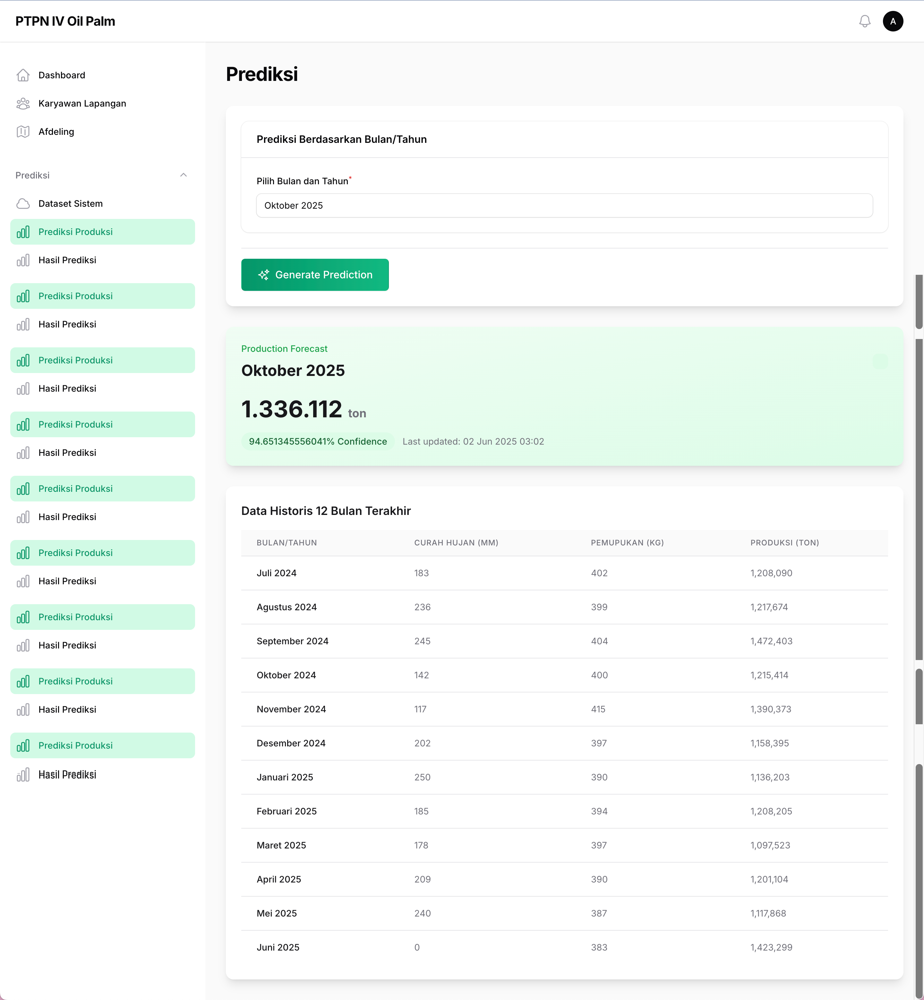 PTPN IV Oil Palm
A
Dashboard
Karyawan Lapangan
Afdeling
Prediksi
Dataset Sistem
Prediksi Produksi
Hasil Prediksi
Prediksi Produksi
Hasil Prediksi
Prediksi Produksi
Hasil Prediksi
Prediksi Produksi
Hasil Prediksi
Prediksi Produksi
Hasil Prediksi
Prediksi Produksi
Hasil Prediksi
Prediksi Produksi
Hasil Prediksi
Prediksi Produksi
Hasil Prediksi
Prediksi Produksi
Hasil Prediksi
Prediksi
Prediksi Berdasarkan Bulan/Tahun
Pilih Bulan dan Tahun*
Oktober 2025
Generate Prediction
Production Forecast
Oktober 2025
1.336.112 ton
94.651345556041% Confidence Last updated: 02 Jun 2025 03:02
Data Historis 12 Bulan Terakhir
BULAN/TAHUN CURAH HUJAN (MM) PEMUPUKAN (KG) PRODUKSI (TON)
Juli 2024 183 402 1,208,090
Agustus 2024 236 399 1,217,674
September 2024 245 404 1,472,403
Oktober 2024 142 400 1,215,414
November 2024 117 415 1,390,373
Desember 2024 202 397 1,158,395
Januari 2025 250 390 1,136,203
Februari 2025 185 394 1,208,205
Maret 2025 178 397 1,097,523
April 2025 209 390 1,201,104
Mei 2025 240 387 1,117,868
Juni 2025 0 383 1,423,299